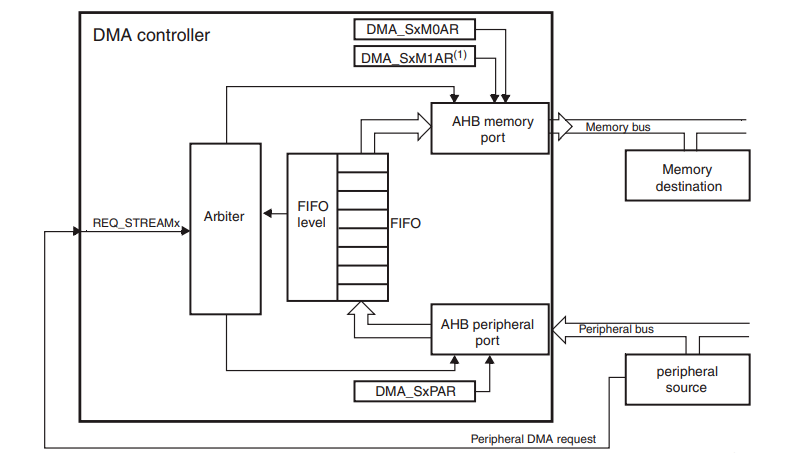 DMA controller
DMA_SxM0AR
DMA_SxM1AR(1)
AHB memory
port
Memory bus
Memory
destination
REQ_STREAMx
Arbiter
FIFO
level
FIFO
AHB peripheral
port
Peripheral bus
peripheral
source
DMA_SxPAR
Peripheral DMA request